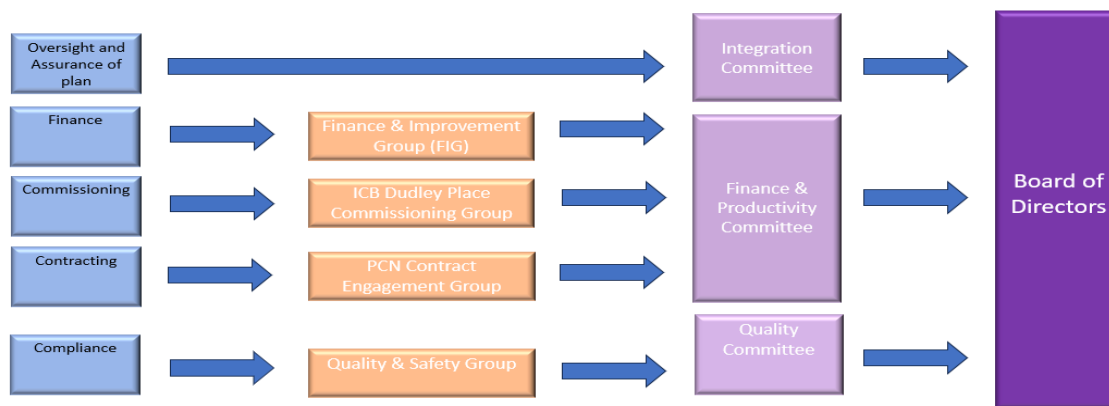 Oversight and
Assurance of
plan
Integration
Committee
Finance
Finance & Improvement
Group (FIG)
Commissioning
ICB Dudley Place
Commissioning Group
Finance &
Productivity
Committee
Board of
Directors
Contracting
PCN Contract
Engagement Group
Compliance
Quality & Safety Group
Quality
Committee